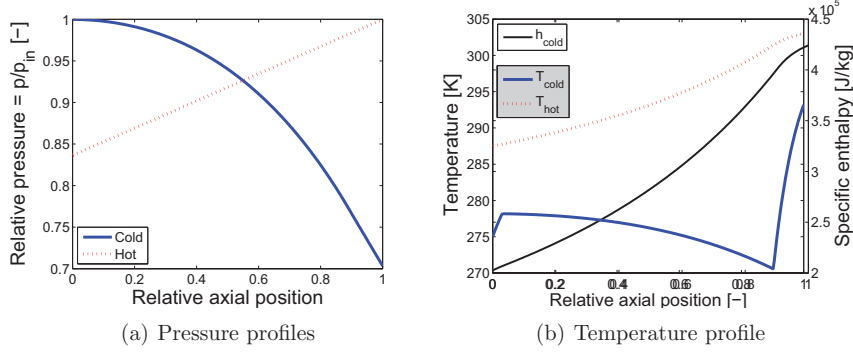 1
0.95
0.9
0.85
0.8
0.75
0.7
Relative pressure = p/p_in [−]
Cold
Hot
0 0.2 0.4 0.6 0.8 1
Relative axial position
(a) Pressure profiles
305
300
295
290
285
280
275
270
Temperature [K]
h_cold
T_cold
T_hot
x 10^5
4.5
4
3.5
3
2.5
2
Specific enthalpy [J/kg]
0 0.2 0.4 0.6 0.8 1
Relative axial position [−]
(b) Temperature profile